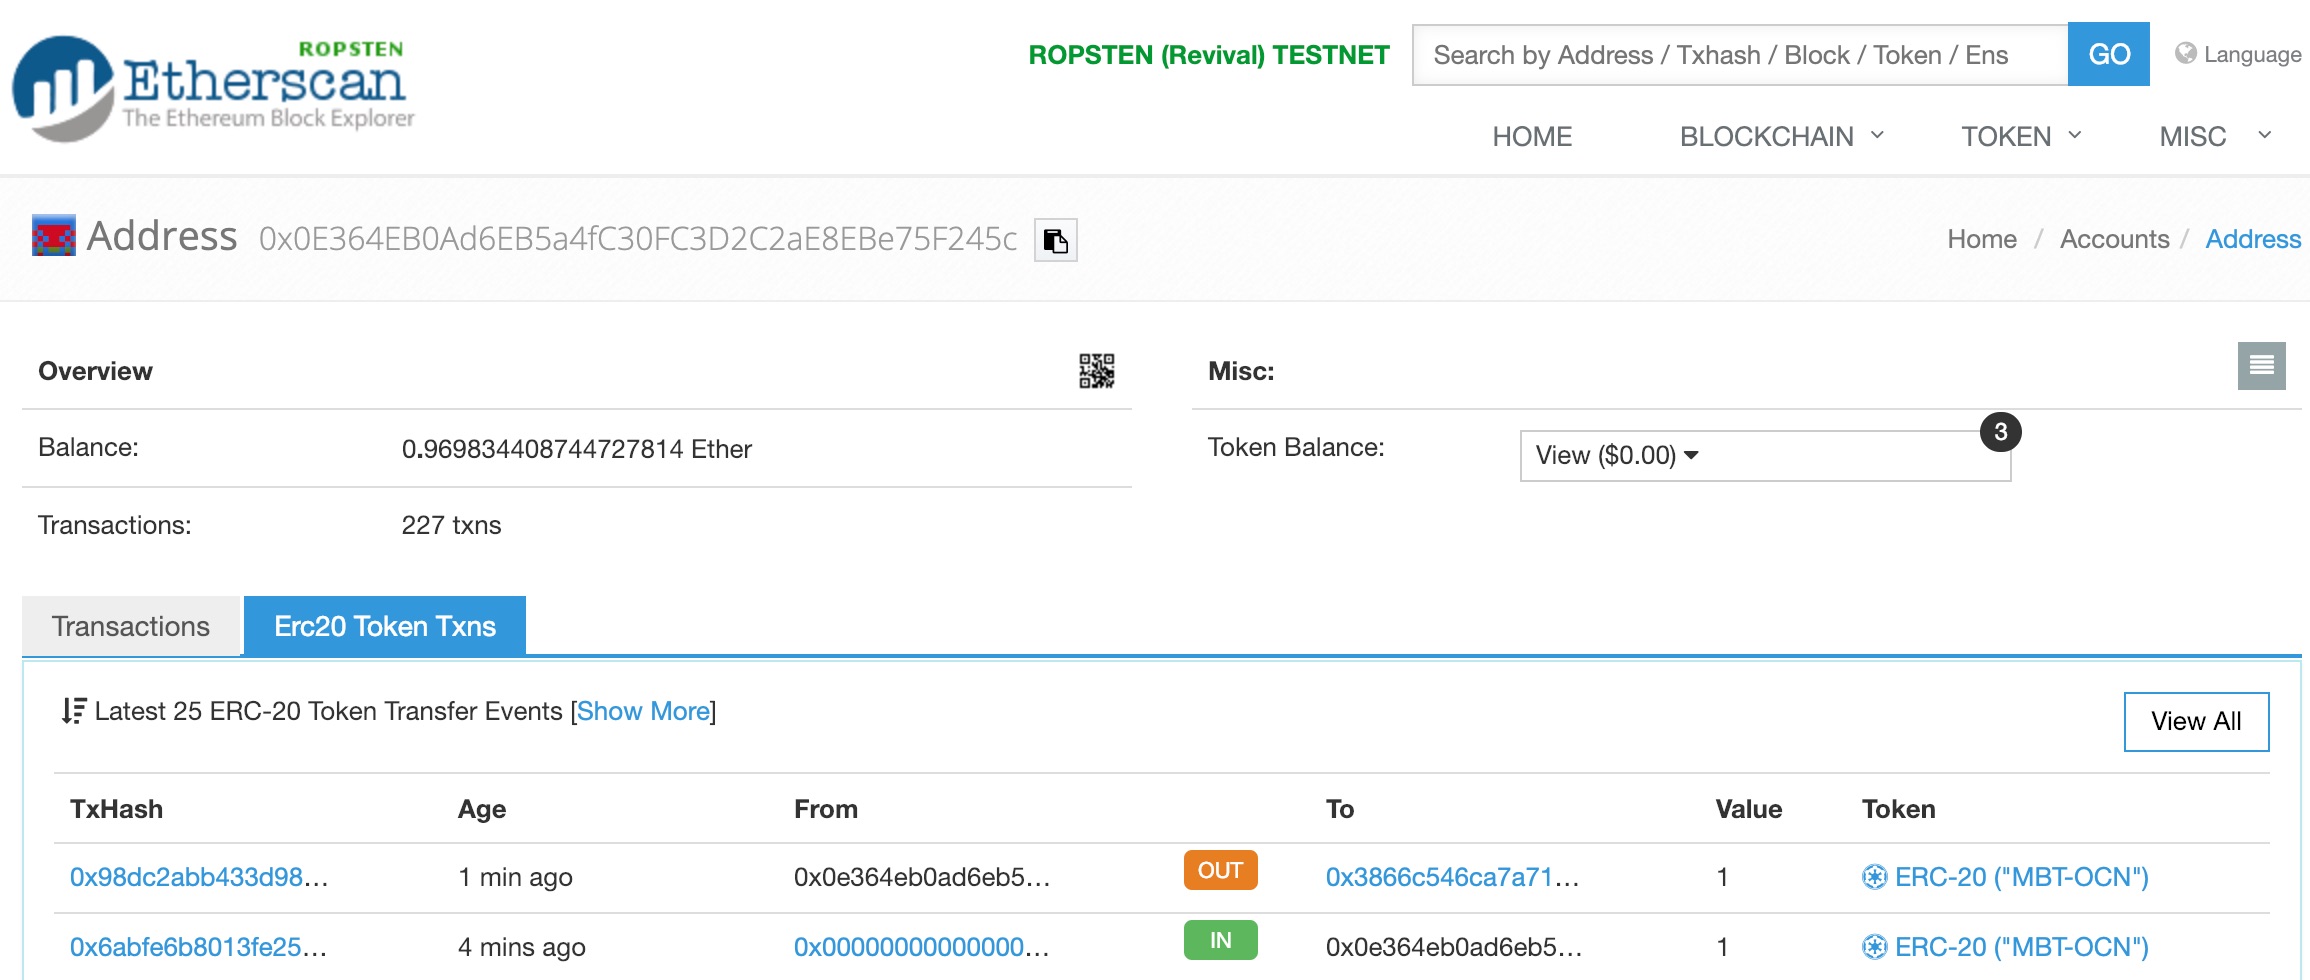 ROPSTEN
Etherscan
The Ethereum Block Explorer
ROPSTEN (Revival) TESTNET
Search by Address / Txhash / Block / Token / Ens
GO
Language
HOME
BLOCKCHAIN
TOKEN
MISC
Address 0x0E364EB0Ad6EB5a4fC30FC3D2C2aE8EBe75F245c
Home / Accounts / Address
Overview
Balance: 0.969834408744727814 Ether
Transactions: 227 txns
Misc:
Token Balance: View ($0.00)
3
Transactions
Erc20 Token Txns
Latest 25 ERC-20 Token Transfer Events [Show More]
View All
TxHash Age From To Value Token
0x98dc2abb433d98... 1 min ago 0x0e364eb0ad6eb5... OUT 0x3866c546ca7a71... 1 ERC-20 ("MBT-OCN")
0x6abfe6b8013fe25... 4 mins ago 0x00000000000000... IN 0x0e364eb0ad6eb5... 1 ERC-20 ("MBT-OCN")